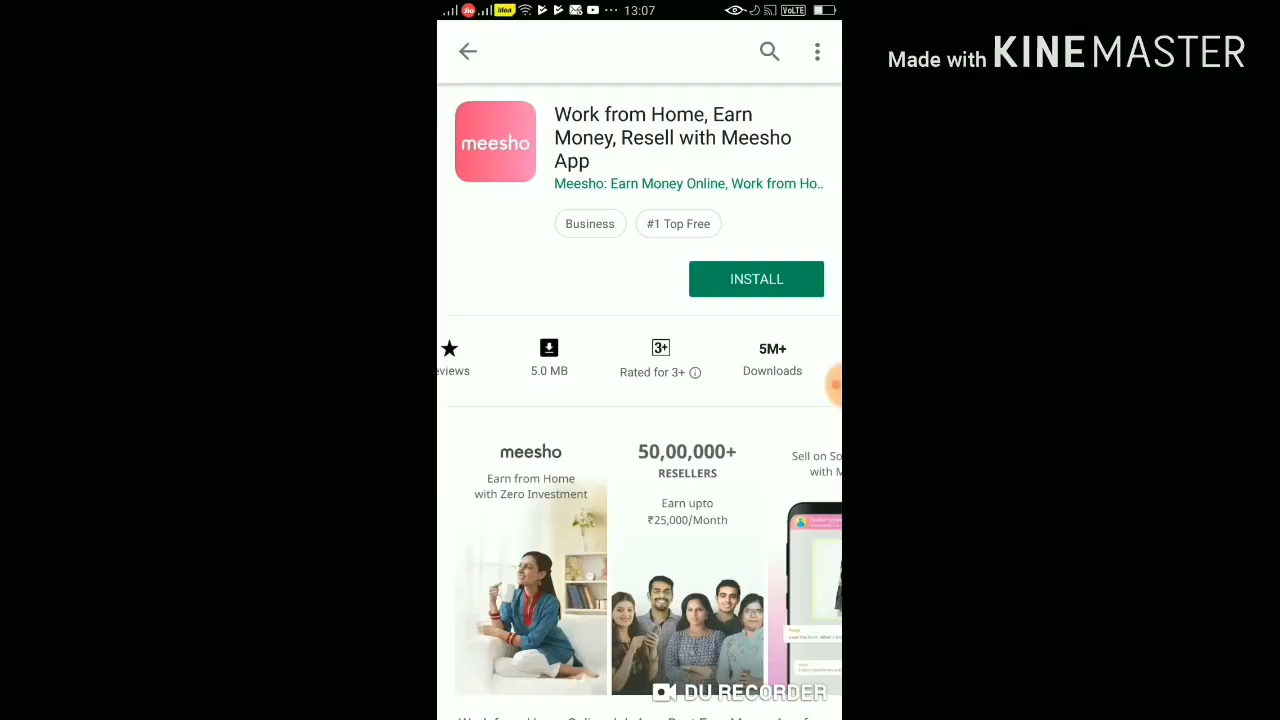 idea
13:07
VoLTE
Made with KINEMASTER
meesho
Work from Home, Earn
Money, Resell with Meesho
App
Meesho: Earn Money Online, Work from Ho..
Business
#1 Top Free
INSTALL
eviews
5.0 MB
3+
Rated for 3+
5M+
Downloads
meesho
Earn from Home
with Zero Investment
50,00,000+
RESELLERS
Earn upto
₹25,000/Month
Sell on So
with M
DU RECORDER